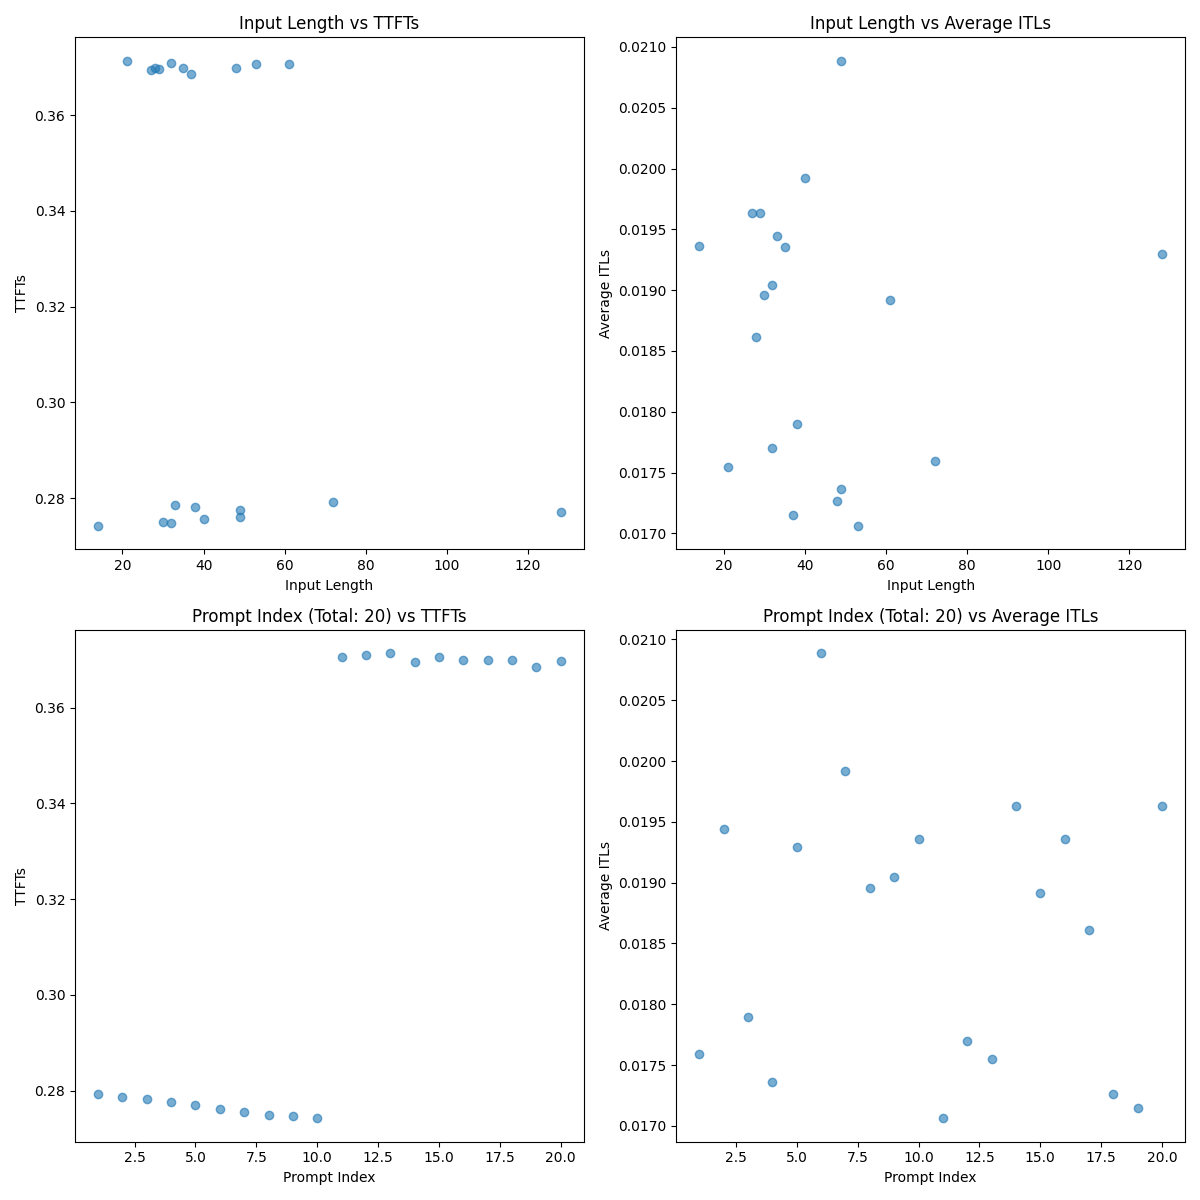 Input Length vs TTFTs
0.36
0.34
0.32
0.30
0.28
TTFTs
20 40 60 80 100 120
Input Length
Input Length vs Average ITLs
0.0210
0.0205
0.0200
0.0195
0.0190
0.0185
0.0180
0.0175
0.0170
Average ITLs
20 40 60 80 100 120
Input Length
Prompt Index (Total: 20) vs TTFTs
0.36
0.34
0.32
0.30
0.28
TTFTs
2.5 5.0 7.5 10.0 12.5 15.0 17.5 20.0
Prompt Index
Prompt Index (Total: 20) vs Average ITLs
0.0210
0.0205
0.0200
0.0195
0.0190
0.0185
0.0180
0.0175
0.0170
Average ITLs
2.5 5.0 7.5 10.0 12.5 15.0 17.5 20.0
Prompt Index